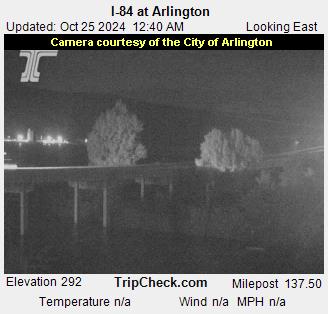 I-84 at Arlington
Updated: Oct 25 2024 12:40 AM Looking East
Camera courtesy of the City of Arlington
Elevation 292 TripCheck.com Milepost 137.50
Temperature n/a Wind n/a MPH n/a